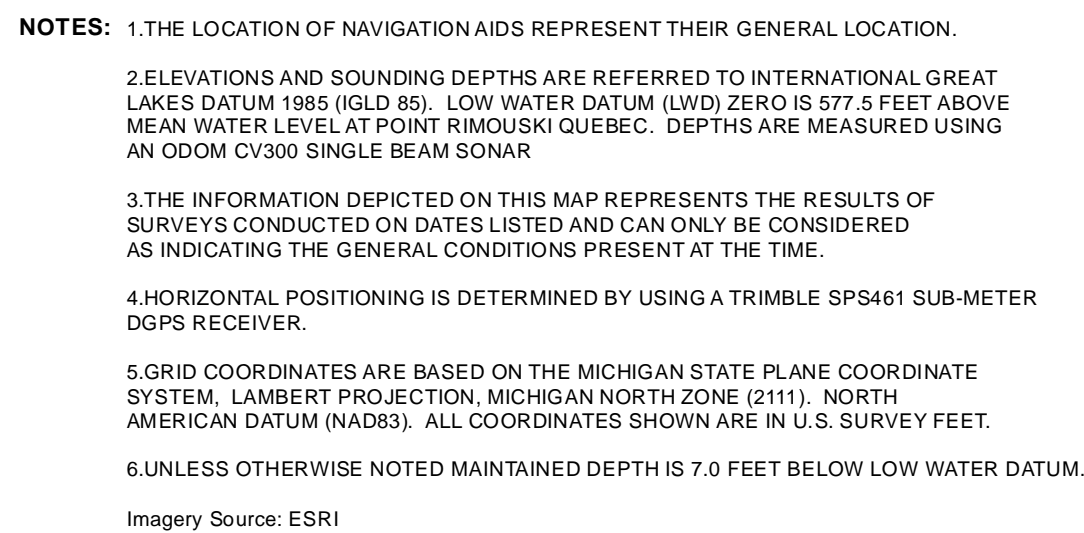 NOTES: 1.THE LOCATION OF NAVIGATION AIDS REPRESENT THEIR GENERAL LOCATION.
2.ELEVATIONS AND SOUNDING DEPTHS ARE REFERRED TO INTERNATIONAL GREAT
LAKES DATUM 1985 (IGLD 85). LOW WATER DATUM (LWD) ZERO IS 577.5 FEET ABOVE
MEAN WATER LEVEL AT POINT RIMOUSKI QUEBEC. DEPTHS ARE MEASURED USING
AN ODOM CV300 SINGLE BEAM SONAR
3.THE INFORMATION DEPICTED ON THIS MAP REPRESENTS THE RESULTS OF
SURVEYS CONDUCTED ON DATES LISTED AND CAN ONLY BE CONSIDERED
AS INDICATING THE GENERAL CONDITIONS PRESENT AT THE TIME.
4.HORIZONTAL POSITIONING IS DETERMINED BY USING A TRIMBLE SPS461 SUB-METER
DGPS RECEIVER.
5.GRID COORDINATES ARE BASED ON THE MICHIGAN STATE PLANE COORDINATE
SYSTEM, LAMBERT PROJECTION, MICHIGAN NORTH ZONE (2111). NORTH
AMERICAN DATUM (NAD83). ALL COORDINATES SHOWN ARE IN U.S. SURVEY FEET.
6.UNLESS OTHERWISE NOTED MAINTAINED DEPTH IS 7.0 FEET BELOW LOW WATER DATUM.
Imagery Source: ESRI